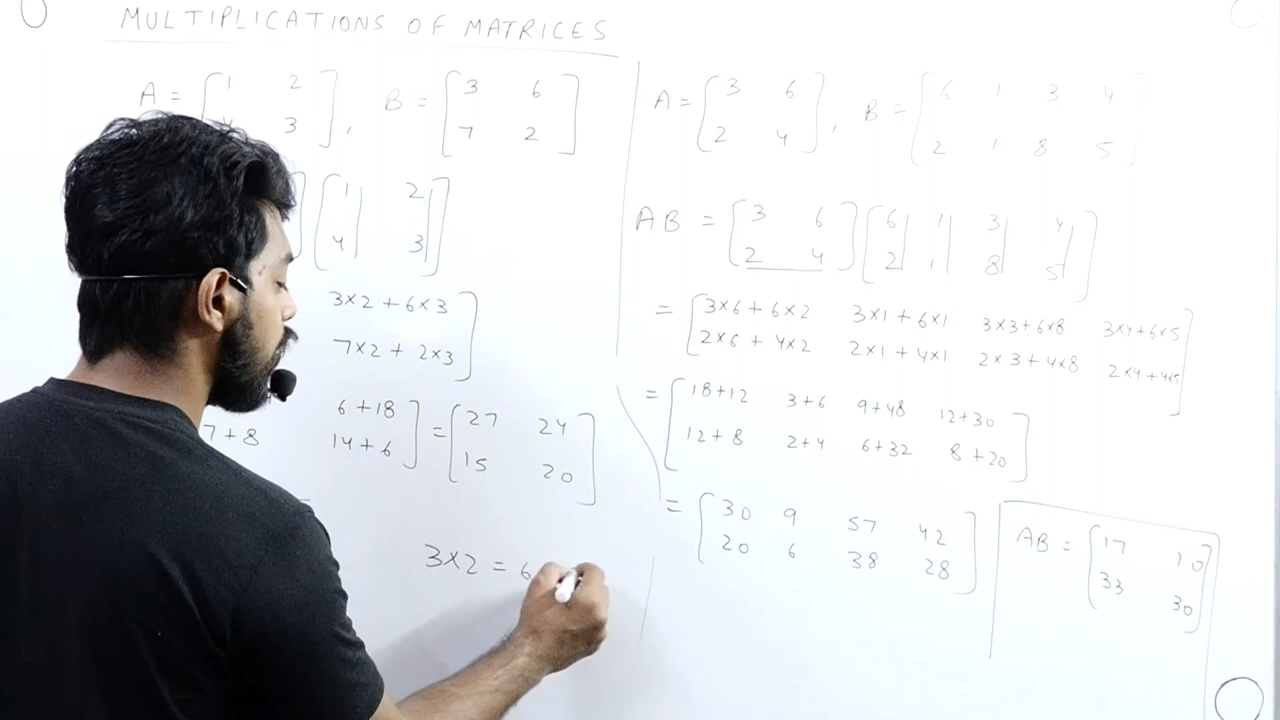 MULTIPLICATIONS OF MATRICES
A = [ 1 2
3 ] , B = [ 3 6
7 2 ]
[ 1 2
4 3 ]
3×2 + 6×3
7×2 + 2×3 ]
6 + 18
7+8 14+6 ] = [ 27 24
15 20 ]
3×2 = 6
A = [ 3 6
2 4 ] , B = [ 6 1 3 4
2 1 8 5 ]
AB = [ 3 6
2 4 ] [ 6 1 3 4
2 1 8 5 ]
= [ 3×6 + 6×2 3×1 + 6×1 3×3+6×8 3×4+6×5
2×6 + 4×2 2×1 + 4×1 2×3+4×8 2×4+4×5 ]
= [ 18+12 3+6 9+48 12+30
12+8 2+4 6+32 8+20 ]
= [ 30 9 57 42
20 6 38 28 ]
AB = [ 17 10
33 30 ]